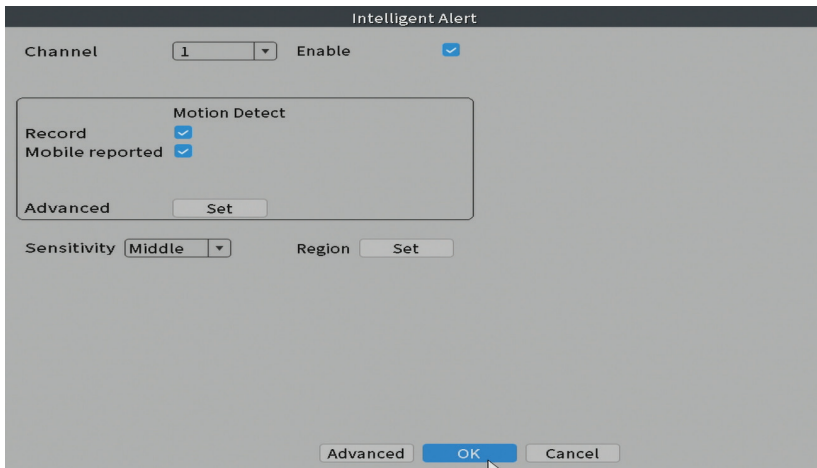 Intelligent Alert
Channel 1 Enable
Motion Detect
Record
Mobile reported
Advanced Set
Sensitivity Middle Region Set
Advanced OK Cancel